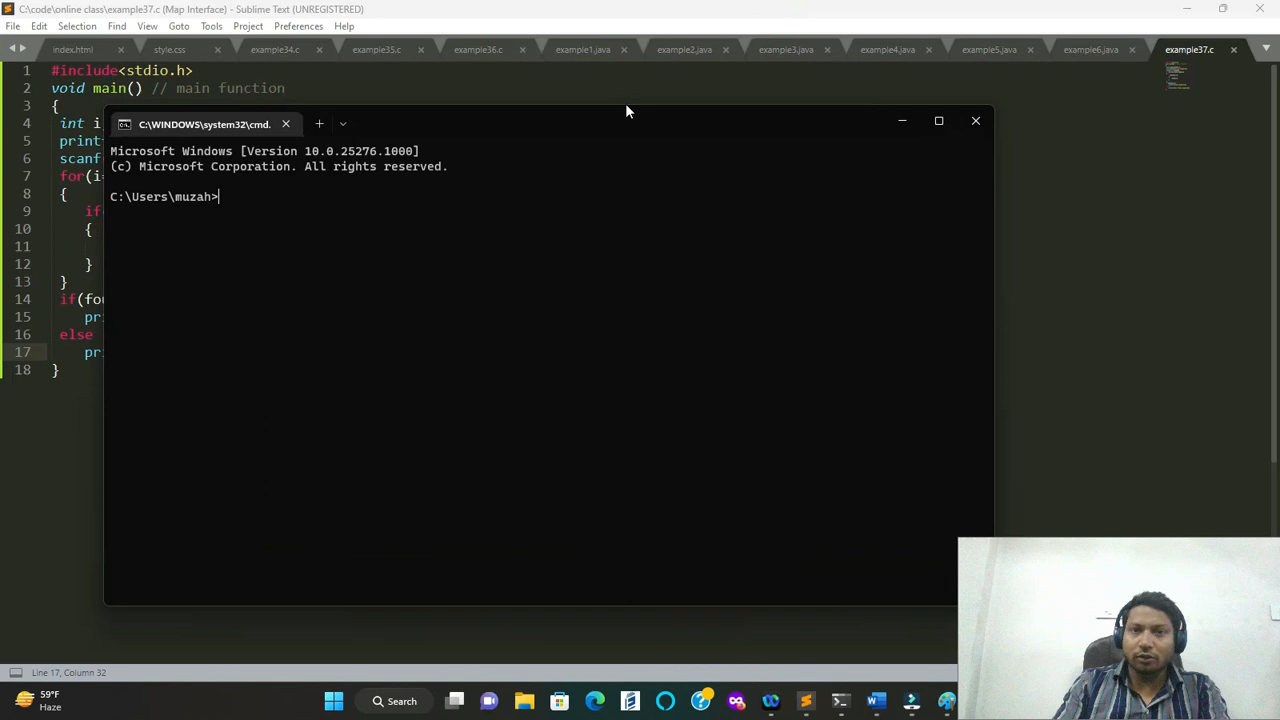 C:\code\online class\example37.c (Map Interface) - Sublime Text (UNREGISTERED)
File Edit Selection Find View Goto Tools Project Preferences Help
index.html style.css example34.c example35.c example36.c example1.java example2.java example3.java example4.java example5.java example6.java example37.c
1 #include<stdio.h>
2 void main() // main function
3 {
4 int i
5 print
6 scanf
7 for(i=
8 {
9 if
10 {
11
12 }
13 }
14 if(fou
15 pri
16 else
17 pri
18 }
C:\WINDOWS\system32\cmd.
Microsoft Windows [Version 10.0.25276.1000]
(c) Microsoft Corporation. All rights reserved.
C:\Users\muzah>
Line 17, Column 32
59°F
Haze
Search